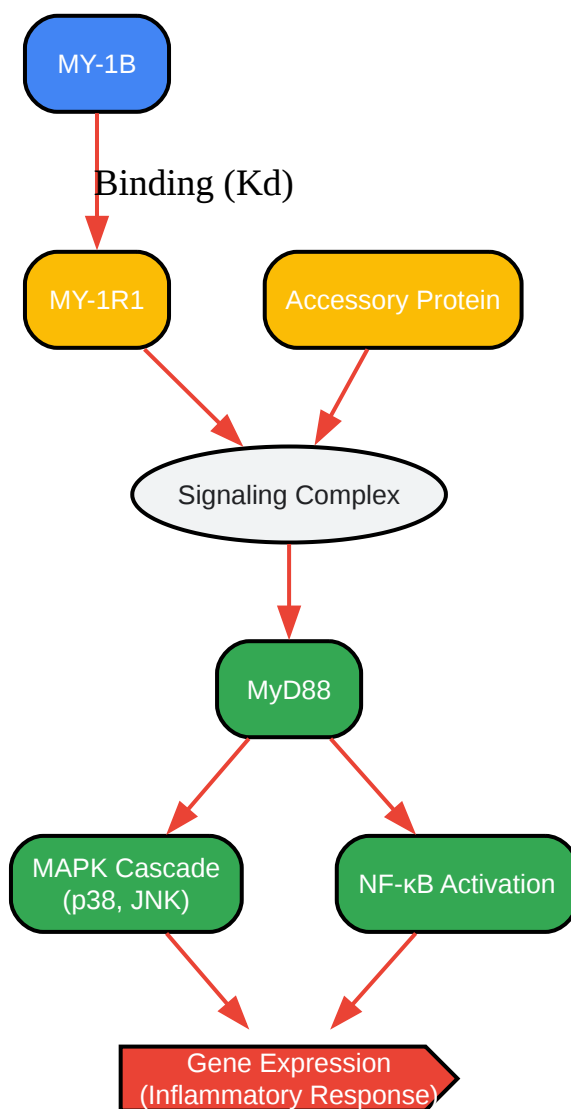 MY-1B
Binding (Kd)
MY-1R1
Accessory Protein
Signaling Complex
MyD88
MAPK Cascade
(p38, JNK)
NF-κB Activation
Gene Expression
(Inflammatory Response)